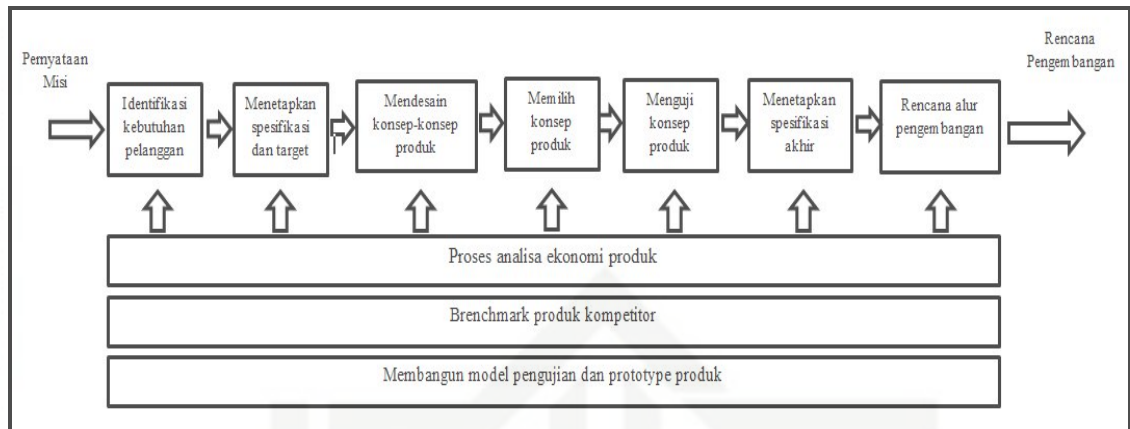 Pernyataan
Misi
Identifikasi
kebutuhan
pelanggan
Menetapkan
spesifikasi
dan target
Mendesain
konsep-konsep
produk
Memilih
konsep
produk
Menguji
konsep
produk
Menetapkan
spesifikasi
akhir
Rencana alur
pengembangan
Rencana
Pengembangan
Proses analisa ekonomi produk
Brenchmark produk kompetitor
Membangun model pengujian dan prototype produk